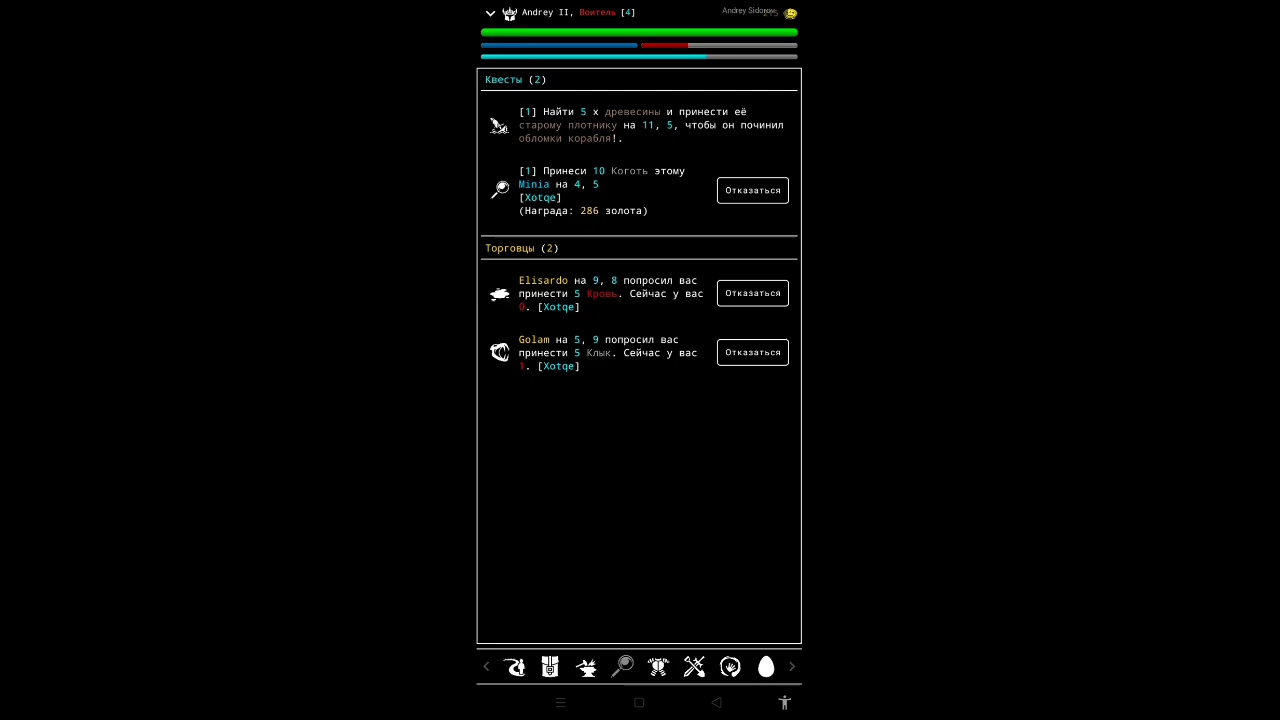 Andrey II, Воитель [4]
Andrey Sidorov
Квесты (2)
[1] Найти 5 x древесины и принести её
старому плотнику на 11, 5, чтобы он починил
обломки корабля!.
[1] Принеси 10 Коготь этому
Minia на 4, 5
[Xotqe]
(Награда: 286 золота)
Отказаться
Торговцы (2)
Elisardo на 9, 8 попросил вас
принести 5 Кровь. Сейчас у вас
0. [Xotqe]
Отказаться
Golam на 5, 9 попросил вас
принести 5 Клык. Сейчас у вас
1. [Xotqe]
Отказаться